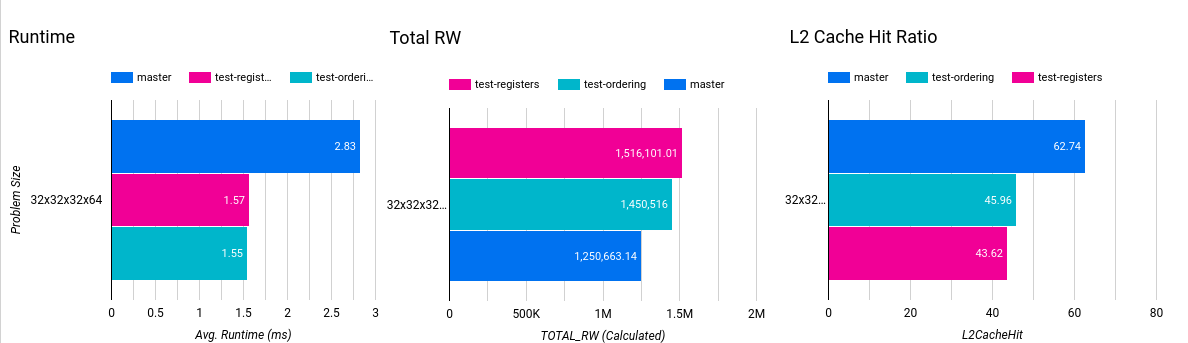 Runtime
master test-regist… test-orderi…
2.83
1.57
1.55
32x32x32x64
Problem Size
0 0.5 1 1.5 2 2.5 3
Avg. Runtime (ms)
Total RW
test-registers test-ordering master
1,516,101.01
1,450,516
1,250,663.14
32x32x32…
0 500K 1M 1.5M 2M
TOTAL_RW (Calculated)
L2 Cache Hit Ratio
master test-ordering test-registers
62.74
45.96
43.62
32x32…
0 20 40 60 80
L2CacheHit